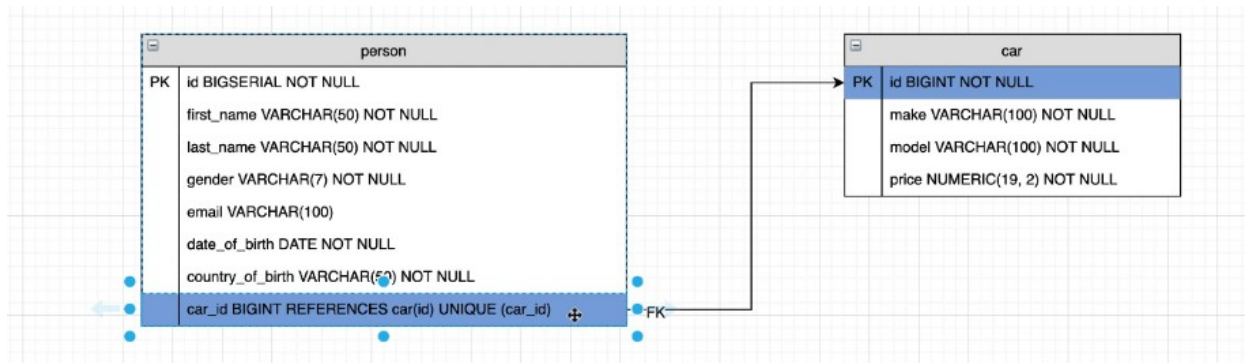 person
PK id BIGSERIAL NOT NULL
first_name VARCHAR(50) NOT NULL
last_name VARCHAR(50) NOT NULL
gender VARCHAR(7) NOT NULL
email VARCHAR(100)
date_of_birth DATE NOT NULL
country_of_birth VARCHAR(50) NOT NULL
car_id BIGINT REFERENCES car(id) UNIQUE (car_id)
FK
car
PK id BIGINT NOT NULL
make VARCHAR(100) NOT NULL
model VARCHAR(100) NOT NULL
price NUMERIC(19, 2) NOT NULL